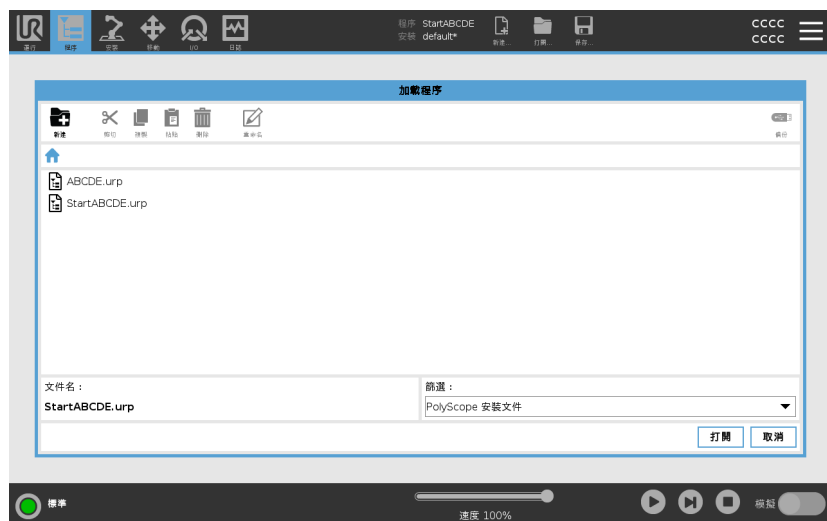 程序 StartABCDE
安裝 default*
新建... 打開... 保存...
CCCC
CCCC
運行 程序 安裝 移動 I/O 日誌
加載程序
新建 剪切 複製 粘貼 刪除 重命名 備份
ABCDE.urp
StartABCDE.urp
文件名：
StartABCDE.urp
篩選：
PolyScope 安裝文件
打開 取消
標準
速度 100%
模擬